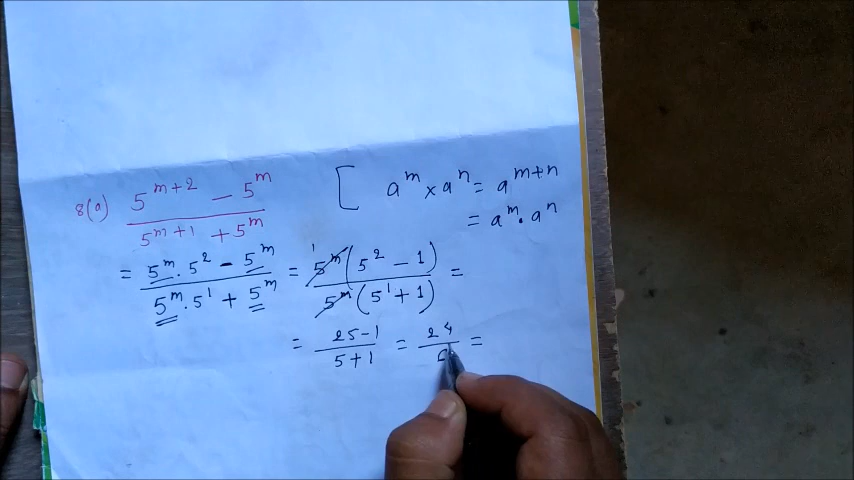 8(a) 5^{m+2} - 5^m / 5^{m+1} + 5^m [ a^m × a^n = a^{m+n}
= a^m · a^n
= 5^m . 5^2 - 5^m / 5^m . 5^1 + 5^m = 1 5^m (5^2 - 1) / 5^m (5^1 + 1) =
= 25-1 / 5+1 = 24 / =